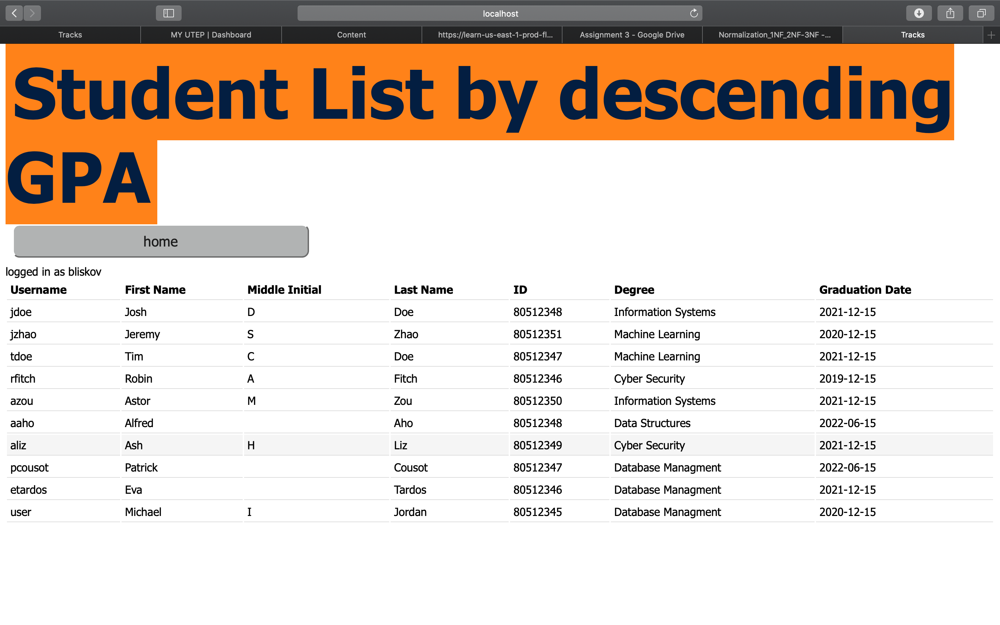 localhost
Tracks MY UTEP | Dashboard Content https://learn-us-east-1-prod-fl... Assignment 3 - Google Drive Normalization_1NF_2NF-3NF -... Tracks
Student List by descending
GPA
home
logged in as bliskov
Username First Name Middle Initial Last Name ID Degree Graduation Date
jdoe Josh D Doe 80512348 Information Systems 2021-12-15
jzhao Jeremy S Zhao 80512351 Machine Learning 2020-12-15
tdoe Tim C Doe 80512347 Machine Learning 2021-12-15
rfitch Robin A Fitch 80512346 Cyber Security 2019-12-15
azou Astor M Zou 80512350 Information Systems 2021-12-15
aaho Alfred Aho 80512348 Data Structures 2022-06-15
aliz Ash H Liz 80512349 Cyber Security 2021-12-15
pcousot Patrick Cousot 80512347 Database Managment 2022-06-15
etardos Eva Tardos 80512346 Database Managment 2021-12-15
user Michael I Jordan 80512345 Database Managment 2020-12-15